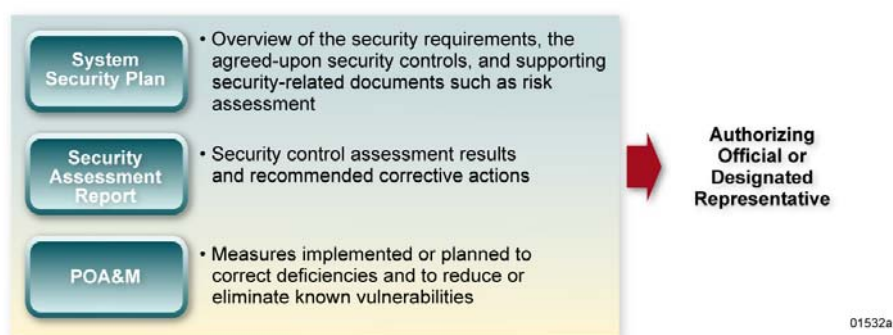 System
Security Plan
• Overview of the security requirements, the
agreed-upon security controls, and supporting
security-related documents such as risk
assessment
Security
Assessment
Report
• Security control assessment results
and recommended corrective actions
POA&M
• Measures implemented or planned to
correct deficiencies and to reduce or
eliminate known vulnerabilities
Authorizing
Official or
Designated
Representative
01532a